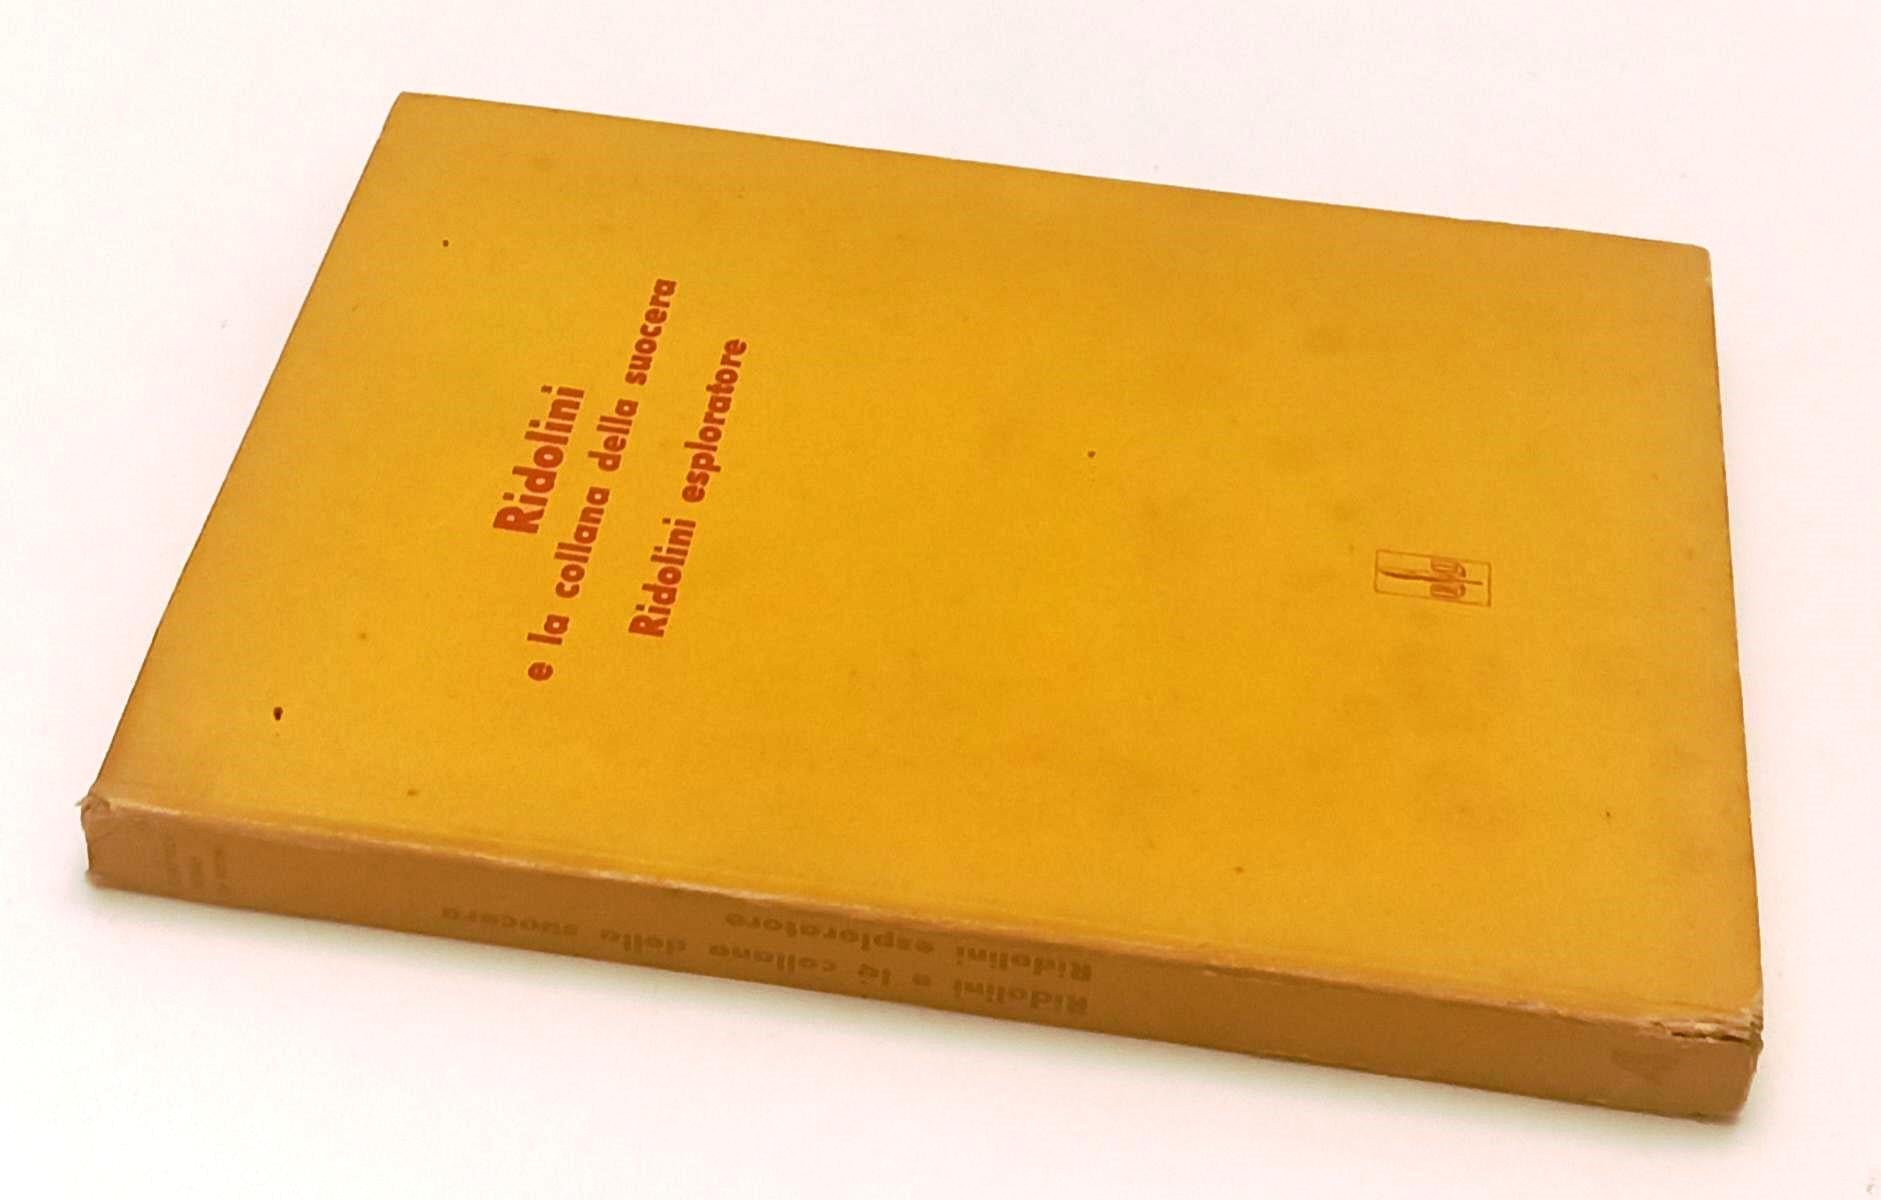 Ridolini
e la collana della suocera
Ridolini esploratore
Ridolini e la collana della suocera
Ridolini esploratore